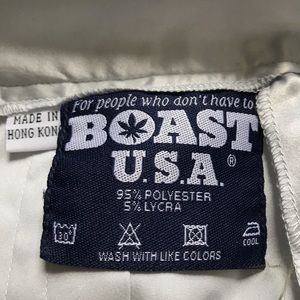 For people who don't have to
BOAST
U.S.A.®
95% POLYESTER
5% LYCRA
30°
COOL
WASH WITH LIKE COLORS
MADE IN
HONG KON